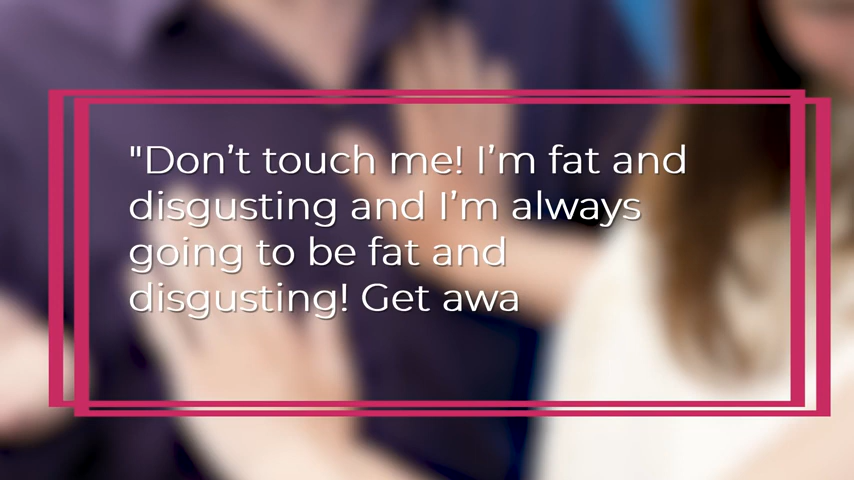 "Don’t touch me! I’m fat and
disgusting and I’m always
going to be fat and
disgusting! Get awa